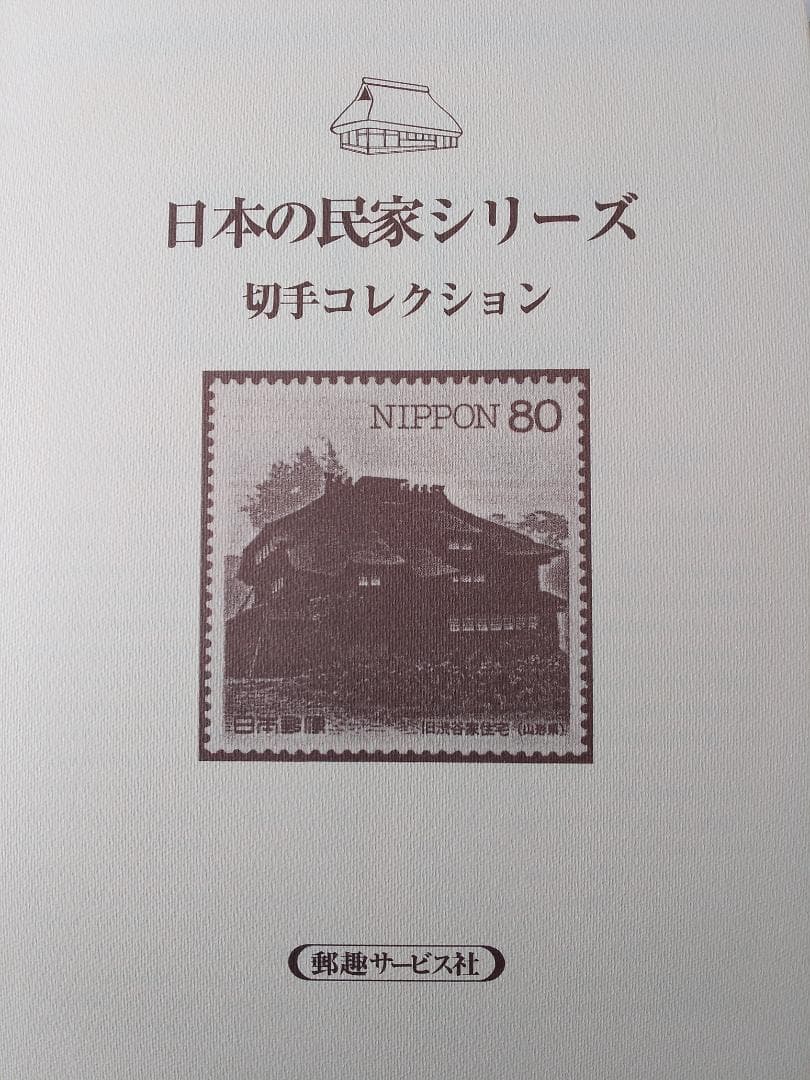 日本の民家シリーズ
切手コレクション
NIPPON 80
日本郵便 旧渋谷家住宅（山形県）
郵趣サービス社